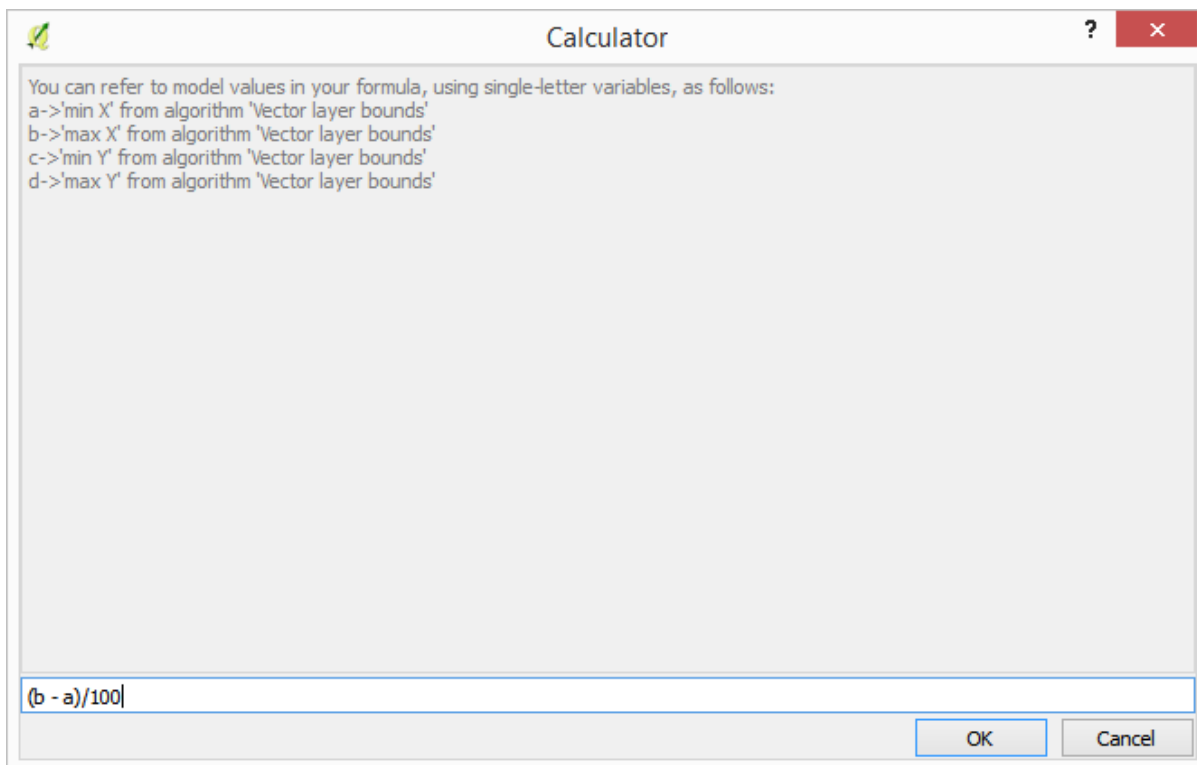 Calculator
?
×
You can refer to model values in your formula, using single-letter variables, as follows:
a->'min X' from algorithm 'Vector layer bounds'
b->'max X' from algorithm 'Vector layer bounds'
c->'min Y' from algorithm 'Vector layer bounds'
d->'max Y' from algorithm 'Vector layer bounds'
(b - a)/100
OK
Cancel